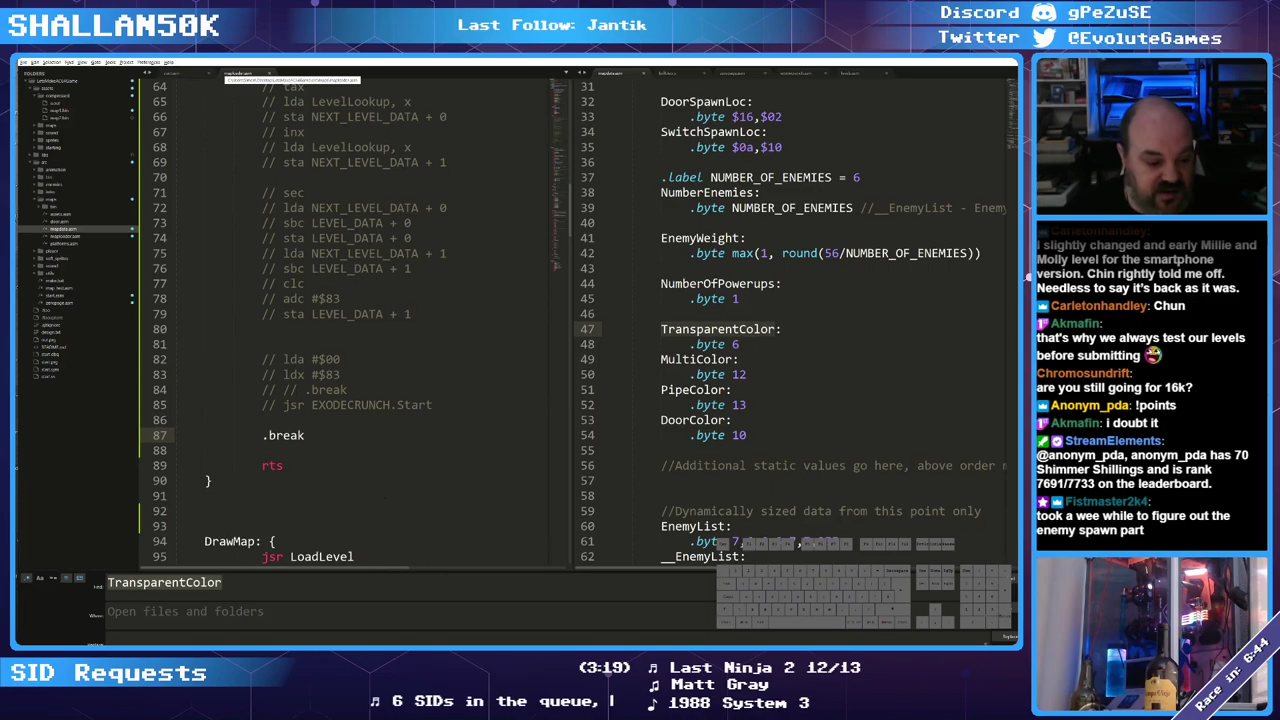 SHALLAN50K
Last Follow: Jantik
Discord gPeZuSE
Twitter @EvoluteGames
64 // tax
65 // lda LevelLookup, x
66 // sta NEXT_LEVEL_DATA + 0
67 // inx
68 // lda LevelLookup, x
69 // sta NEXT_LEVEL_DATA + 1
70
71 // sec
72 // lda NEXT_LEVEL_DATA + 0
73 // sbc LEVEL_DATA + 0
74 // sta LEVEL_DATA + 0
75 // lda NEXT_LEVEL_DATA + 1
76 // sbc LEVEL_DATA + 1
77 // clc
78 // adc #$83
79 // sta LEVEL_DATA + 1
80
81
82 // lda #$00
83 // ldx #$83
84 // // .break
85 // jsr EXODECRUNCH.Start
86
87 .break
88
89 rts
90 }
91
92
93
94 DrawMap: {
95 jsr LoadLevel
31
32 DoorSpawnLoc:
33 .byte $16,$02
34 SwitchSpawnLoc:
35 .byte $0a,$10
36
37 .label NUMBER_OF_ENEMIES = 6
38 NumberEnemies:
39 .byte NUMBER_OF_ENEMIES //__EnemyList - Enemy
40
41 EnemyWeight:
42 .byte max(1, round(56/NUMBER_OF_ENEMIES))
43
44 NumberOfPowerups:
45 .byte 1
46
47 TransparentColor:
48 .byte 6
49 MultiColor:
50 .byte 12
51 PipeColor:
52 .byte 13
53 DoorColor:
54 .byte 10
55
56 //Additional static values go here, above order m
57
58
59 //Dynamically sized data from this point only
60 EnemyList:
61
62 __EnemyList:
TransparentColor
Open files and folders
Carletonhandley:
I slightly changed and early Millie and
Molly level for the smartphone
version. Chin rightly told me off.
Needless to say it's back as it was.
Carletonhandley: Chun
Akmafin:
that's why we always test our levels
before submitting
Chromosundrift:
are you still going for 16k?
Anonym_pda: !points
Akmafin: i doubt it
StreamElements:
@anonym_pda, anonym_pda has 70
Shimmer Shillings and is rank
7691/7733 on the leaderboard.
Fistmaster2k4:
took a wee while to figure out the
enemy spawn part
Race in: 6:44
SID Requests
♬ 6 SIDs in the queue,
(3:19) ♬ Last Ninja 2 12/13
♫ Matt Gray
♪ 1988 System 3